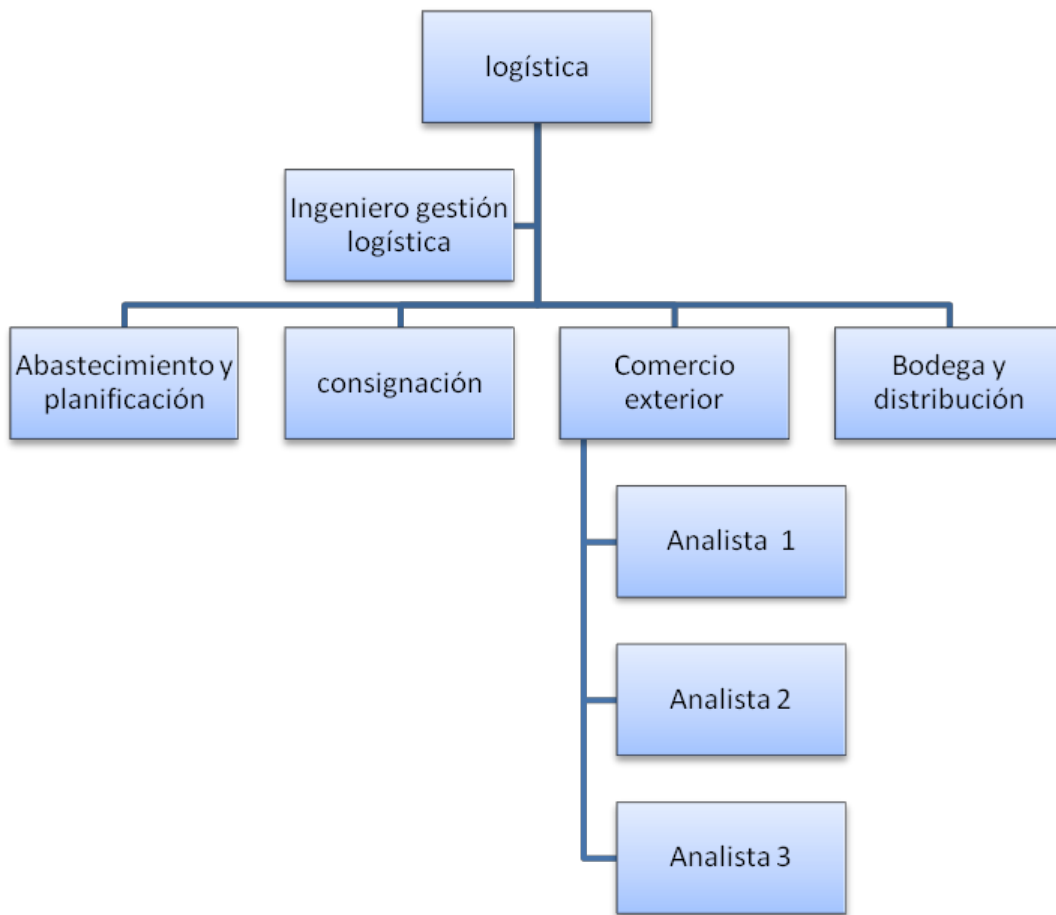 logística
Ingeniero gestión
logística
Abastecimiento y
planificación
consignación
Comercio
exterior
Bodega y
distribución
Analista 1
Analista 2
Analista 3